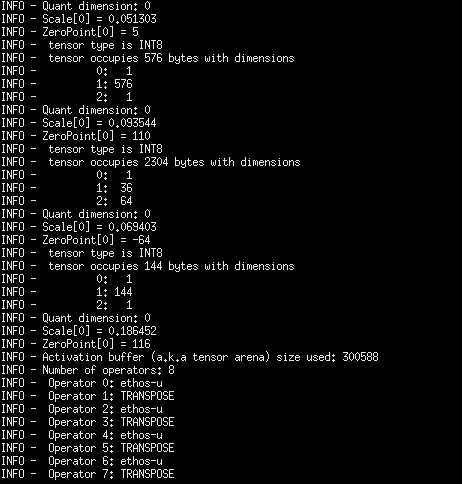 INFO - Quant dimension: 0
INFO - Scale[0] = 0.051303
INFO - ZeroPoint[0] = 5
INFO - tensor type is INT8
INFO - tensor occupies 576 bytes with dimensions
INFO - 0: 1
INFO - 1: 576
INFO - 2: 1
INFO - Quant dimension: 0
INFO - Scale[0] = 0.093544
INFO - ZeroPoint[0] = 110
INFO - tensor type is INT8
INFO - tensor occupies 2304 bytes with dimensions
INFO - 0: 1
INFO - 1: 36
INFO - 2: 64
INFO - Quant dimension: 0
INFO - Scale[0] = 0.069403
INFO - ZeroPoint[0] = -64
INFO - tensor type is INT8
INFO - tensor occupies 144 bytes with dimensions
INFO - 0: 1
INFO - 1: 144
INFO - 2: 1
INFO - Quant dimension: 0
INFO - Scale[0] = 0.186452
INFO - ZeroPoint[0] = 116
INFO - Activation buffer (a.k.a tensor arena) size used: 300588
INFO - Number of operators: 8
INFO - Operator 0: ethos-u
INFO - Operator 1: TRANSPOSE
INFO - Operator 2: ethos-u
INFO - Operator 3: TRANSPOSE
INFO - Operator 4: ethos-u
INFO - Operator 5: TRANSPOSE
INFO - Operator 6: ethos-u
INFO - Operator 7: TRANSPOSE